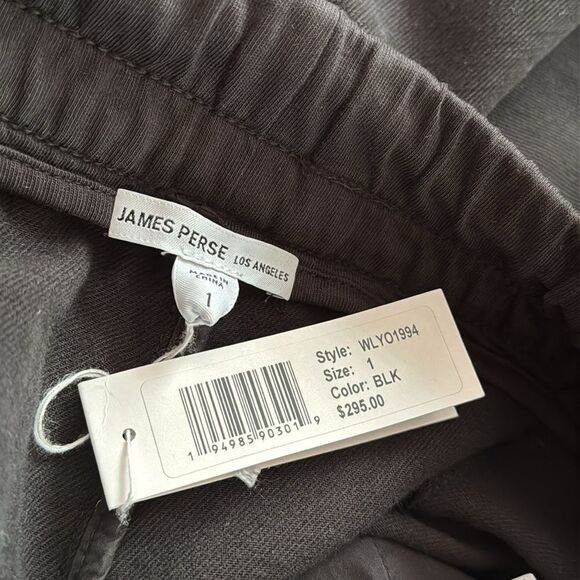 JAMES PERSE LOS ANGELES
MADE IN
CHINA
1
Style: WLYO1994
Size: 1
Color: BLK
$295.00
1 94985 90301 9